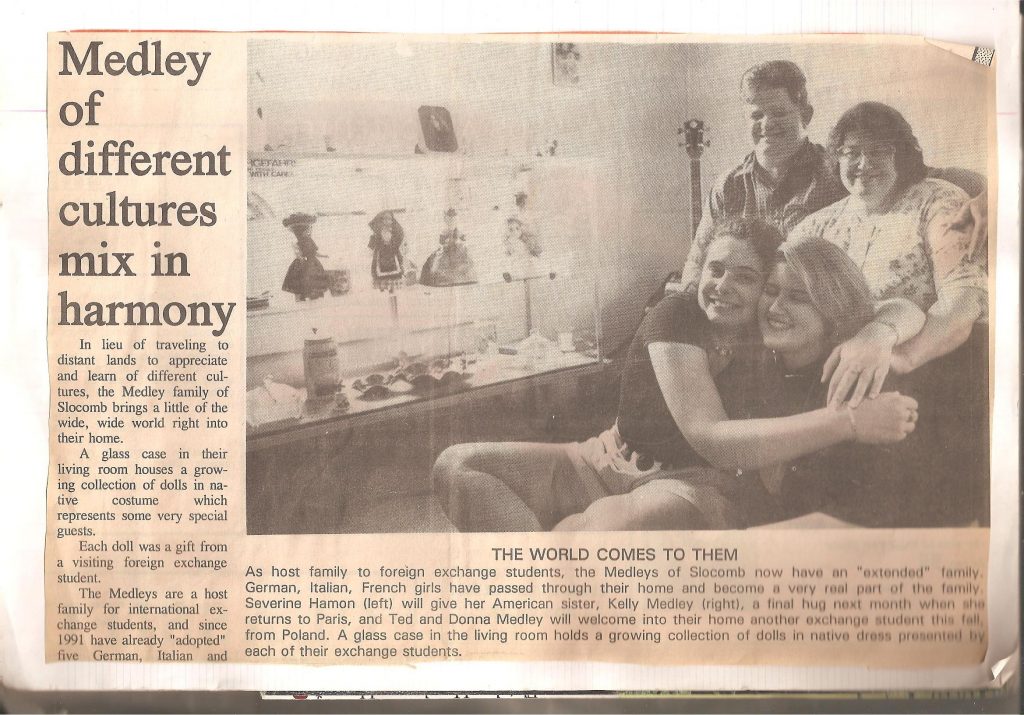 Medley
of
different
cultures
mix in
harmony
In lieu of traveling to
distant lands to appreciate
and learn of different cul-
tures, the Medley family of
Slocomb brings a little of the
wide, wide world right into
their home.
A glass case in their
living room houses a grow-
ing collection of dolls in na-
tive costume which
represents some very special
guests.
Each doll was a gift from
a visiting foreign exchange
student.
The Medleys are a host
family for international ex-
change students, and since
1991 have already "adopted"
five German, Italian and
WITH CARE
THE WORLD COMES TO THEM
As host family to foreign exchange students, the Medleys of Slocomb now have an "extended" family.
German, Italian, French girls have passed through their home and become a very real part of the family.
Severine Hamon (left) will give her American sister, Kelly Medley (right), a final hug next month when she
returns to Paris, and Ted and Donna Medley will welcome into their home another exchange student this fall,
from Poland. A glass case in the living room holds a growing collection of dolls in native dress presented by
each of their exchange students.